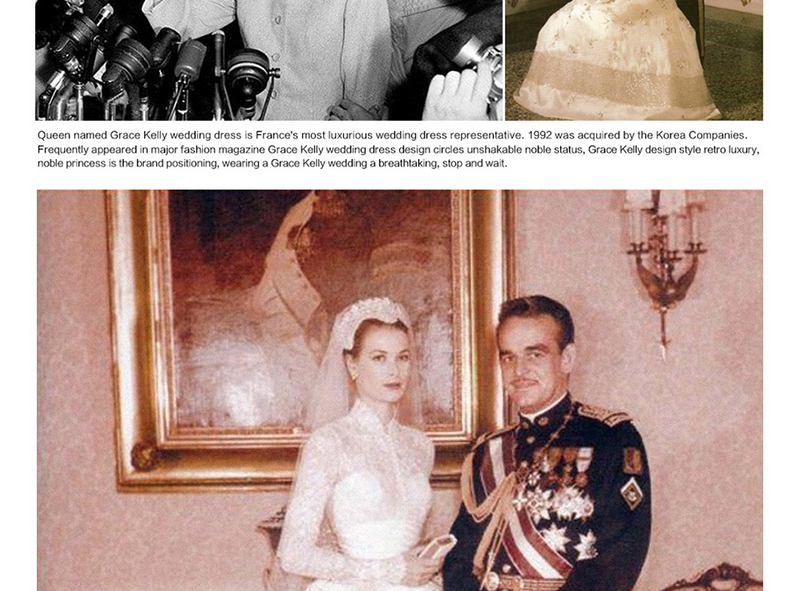 Queen named Grace Kelly wedding dress is France's most luxurious wedding dress representative. 1992 was acquired by the Korea Companies.
Frequently appeared in major fashion magazine Grace Kelly wedding dress design circles unshakable noble status, Grace Kelly design style retro luxury,
noble princess is the brand positioning, wearing a Grace Kelly wedding a breathtaking, stop and wait.